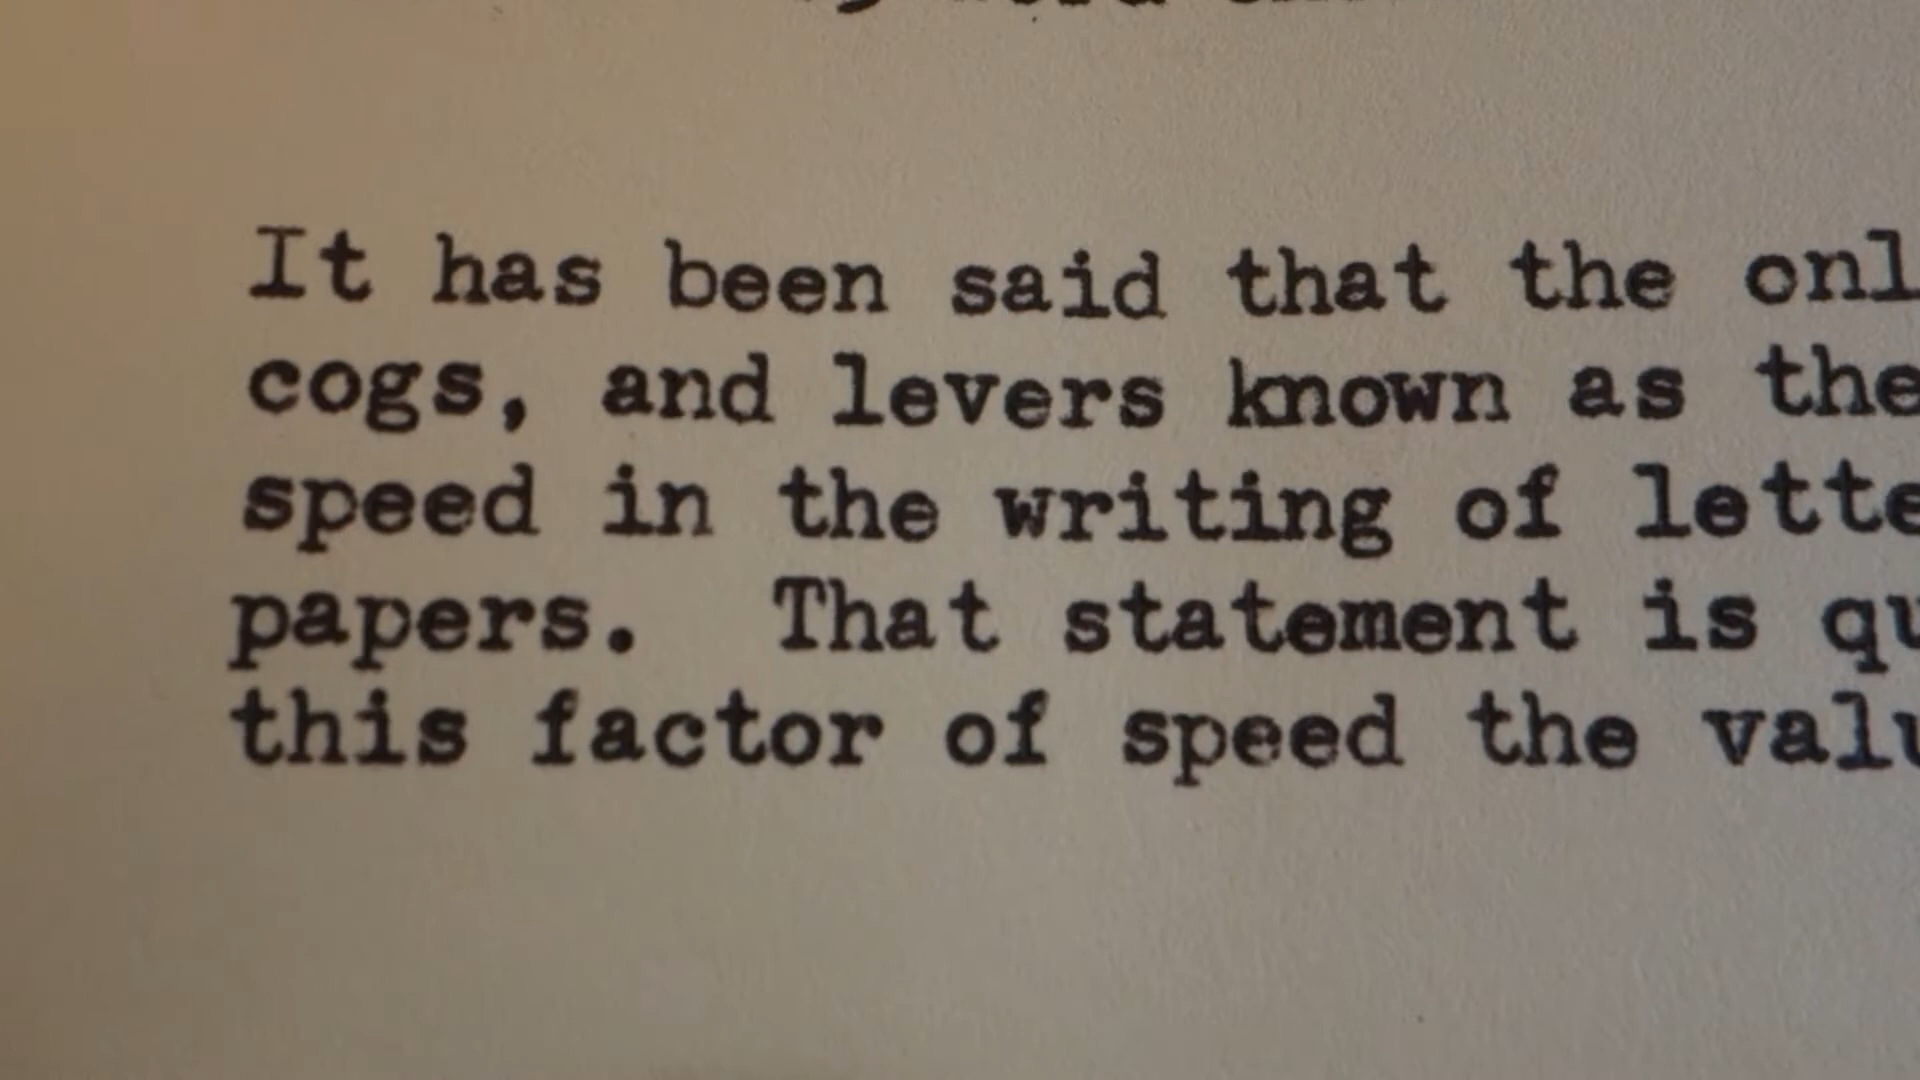 It has been said that the onl
cogs, and levers known as the
speed in the writing of lette
papers.  That statement is qu
this factor of speed the valu